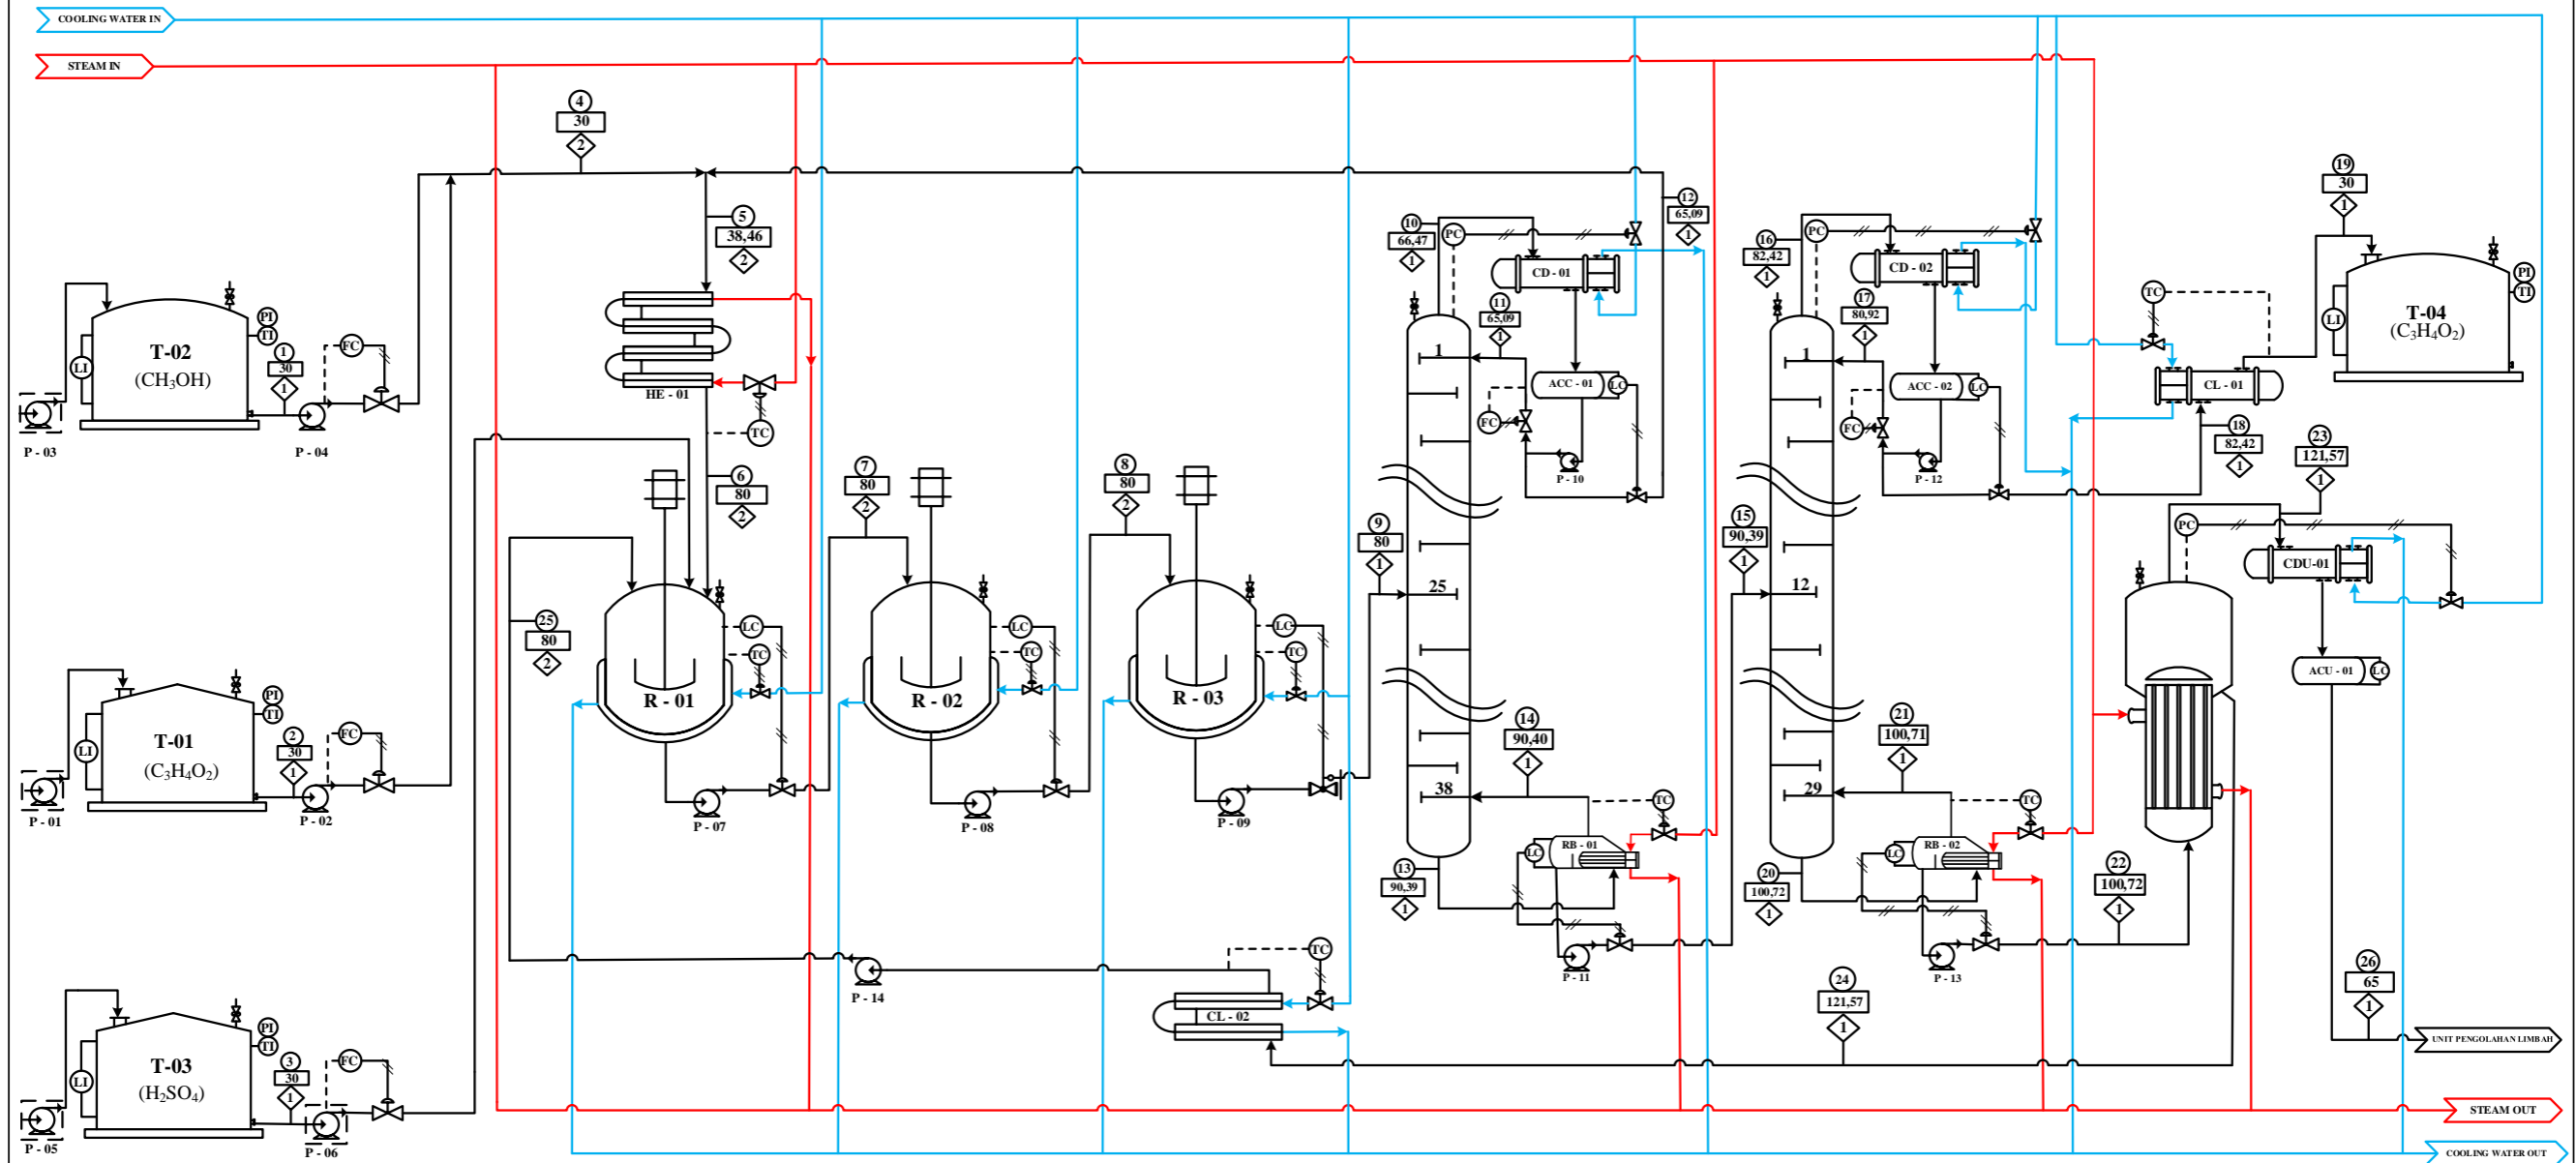 COOLING WATER IN
STEAM IN
4
30
2
5
38,46
2
HE - 01
TC
6
80
2
T-02
(CH₃OH)
LI
PI
TI
1
30
1
FC
P - 03
P - 04
T-01
(C₃H₄O₂)
LI
PI
TI
2
30
1
FC
P - 01
P - 02
T-03
(H₂SO₄)
LI
PI
TI
3
30
1
FC
P - 05
P - 06
25
80
2
R - 01
LC
TC
P - 07
7
80
2
R - 02
LC
TC
P - 08
8
80
2
R - 03
LC
TC
P - 09
P - 14
CL - 02
TC
9
80
1
10
66,47
1
PC
CD - 01
11
65,09
1
12
65,09
1
ACC - 01
LC
FC
P - 10
1
25
38
13
90,39
1
14
90,40
1
TC
RB - 01
LC
P - 11
15
90,39
1
16
82,42
1
PC
CD - 02
17
80,92
1
ACC - 02
LC
FC
P - 12
1
12
29
20
100,72
1
21
100,71
1
TC
RB - 02
LC
P - 13
22
100,72
1
24
121,57
1
TC
CL - 01
18
82,42
1
19
30
1
T-04
(C₃H₄O₂)
LI
PI
TI
23
121,57
1
PC
CDU-01
ACU - 01
LC
26
65
1
UNIT PENGOLAHAN LIMBAH
STEAM OUT
COOLING WATER OUT